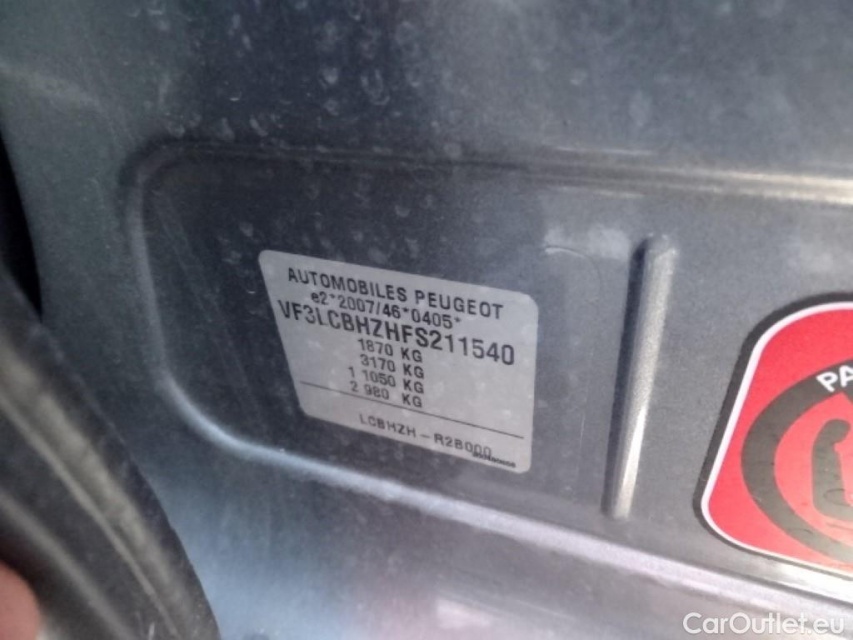 AUTOMOBILES PEUGEOT
e2*2007/46*0405*
VF3LCBHZHFS211540
1870 KG
3170 KG
1 1050 KG
2 980 KG
LCBHZH - R2B000
PA
CarOutlet.eu